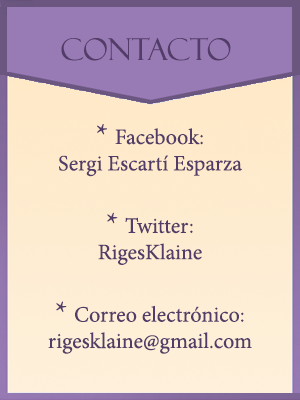 CONTACTO
* Facebook:
Sergi Escartí Esparza
* Twitter:
RigesKlaine
* Correo electrónico:
rigesklaine@gmail.com